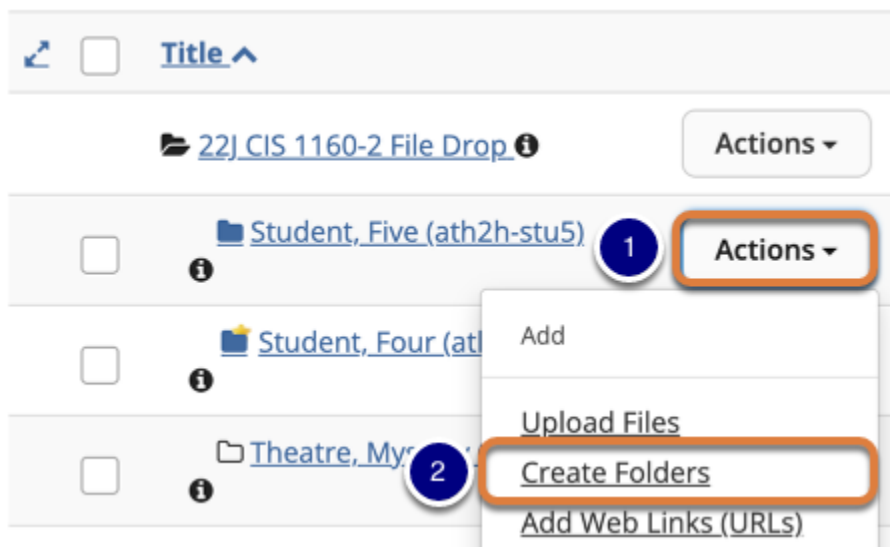 Title
22J CIS 1160-2 File Drop
Actions
Student, Five (ath2h-stu5)
1
Actions
Student, Four
Add
Upload Files
Theatre,
2
Create Folders
Add Web Links (URLs)